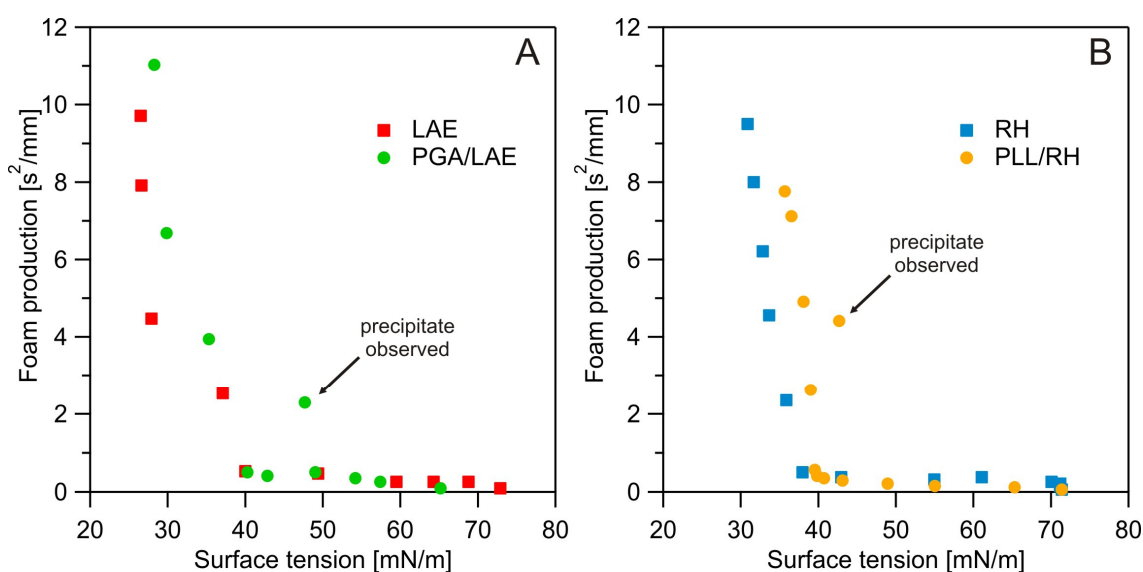 A
12
10
8
6
4
2
0
Foam production [s²/mm]
LAE
PGA/LAE
precipitate
observed
20 30 40 50 60 70 80
Surface tension [mN/m]
B
12
10
8
6
4
2
0
Foam production [s²/mm]
RH
PLL/RH
precipitate
observed
20 30 40 50 60 70 80
Surface tension [mN/m]